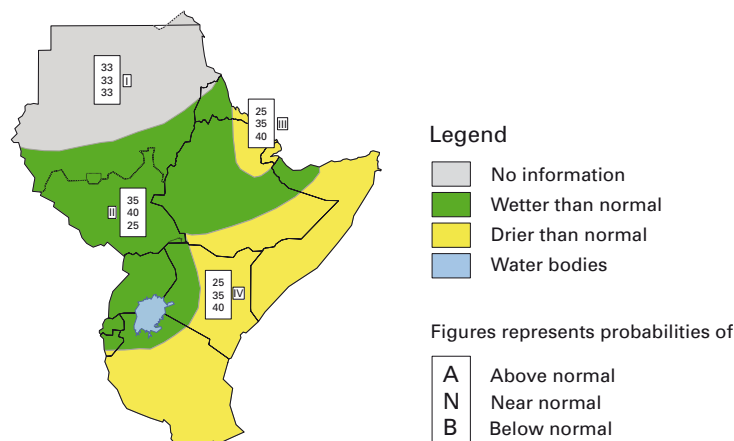 33
33
33
I
25
35
40
III
35
40
25
II
25
35
40
IV
Legend
No information
Wetter than normal
Drier than normal
Water bodies
Figures represents probabilities of
A Above normal
N Near normal
B Below normal